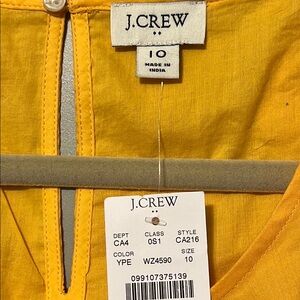 J.CREW
10
MADE IN
INDIA
J.CREW
DEPT CLASS STYLE
CA4 0S1 CA216
COLOR SIZE
YPE WZ4590 10
099107375139